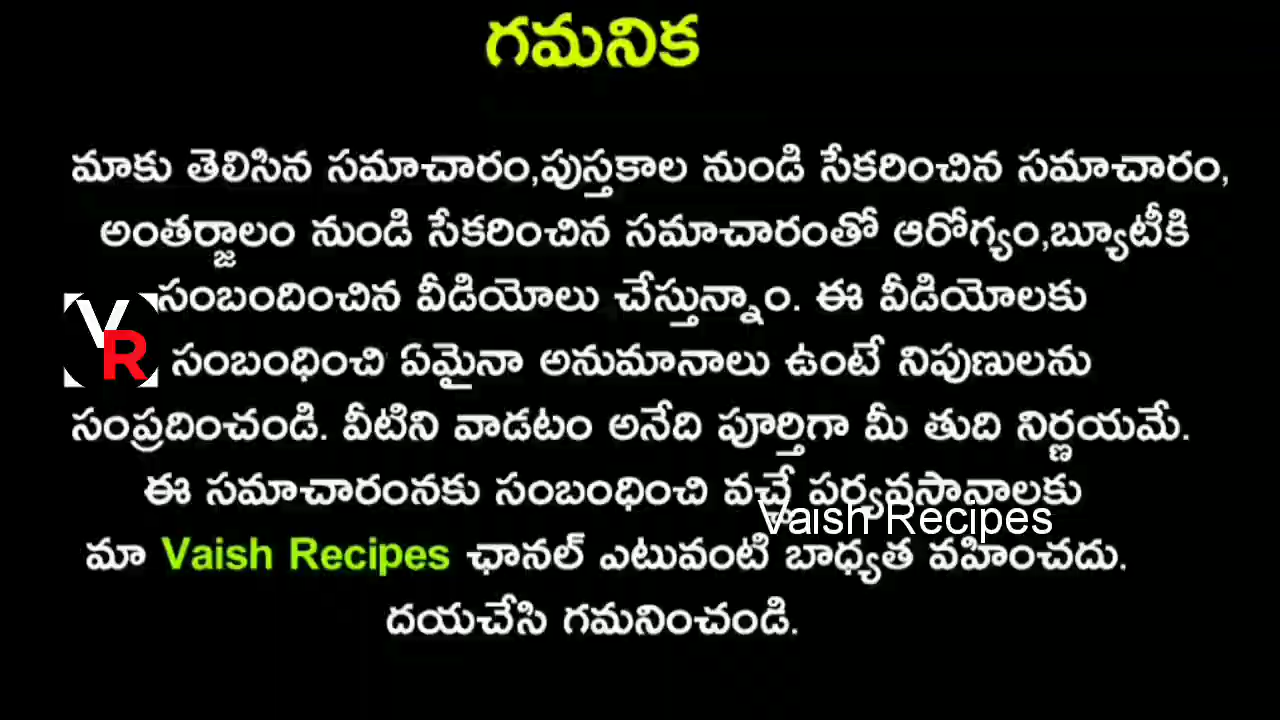 గమనిక
మాకు తెలిసిన సమాచారం,పుస్తకాల నుండి సేకరించిన సమాచారం,
అంతర్జాలం నుండి సేకరించిన సమాచారంతో ఆరోగ్యం,బ్యూటీకి
సంబందించిన వీడియోలు చేస్తున్నాం. ఈ వీడియోలకు
VR
సంబంధించి ఏమైనా అనుమానాలు ఉంటే నిపుణులను
సంప్రదించండి. వీటిని వాడటం అనేది పూర్తిగా మీ తుది నిర్ణయమే.
ఈ సమాచారంనకు సంబంధించి వచ్చే పర్యవసానాలకు
Vaish Recipes
మా Vaish Recipes ఛానల్ ఎటువంటి బాధ్యత వహించదు.
దయచేసి గమనించండి.